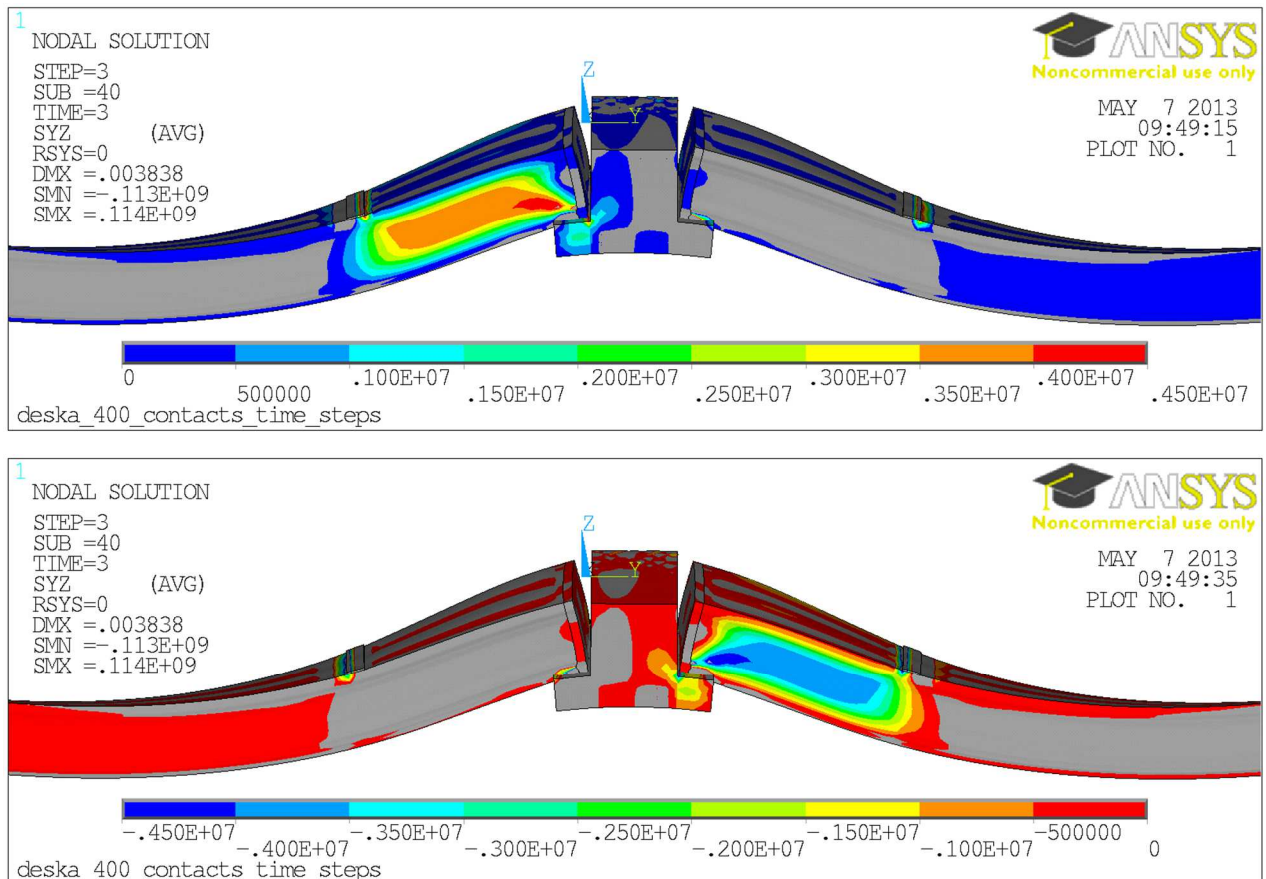 1
NODAL SOLUTION
STEP=3
SUB =40
TIME=3
SYZ (AVG)
RSYS=0
DMX =.003838
SMN =-.113E+09
SMX =.114E+09
ANSYS
Noncommercial use only
MAY 7 2013
09:49:15
PLOT NO. 1
Z
Y
0 .100E+07 .200E+07 .300E+07 .400E+07
500000 .150E+07 .250E+07 .350E+07 .450E+07
deska_400_contacts_time_steps
1
NODAL SOLUTION
STEP=3
SUB =40
TIME=3
SYZ (AVG)
RSYS=0
DMX =.003838
SMN =-.113E+09
SMX =.114E+09
ANSYS
Noncommercial use only
MAY 7 2013
09:49:35
PLOT NO. 1
Z
Y
-.450E+07 -.350E+07 -.250E+07 -.150E+07 -500000
-.400E+07 -.300E+07 -.200E+07 -.100E+07 0
deska_400_contacts_time_steps